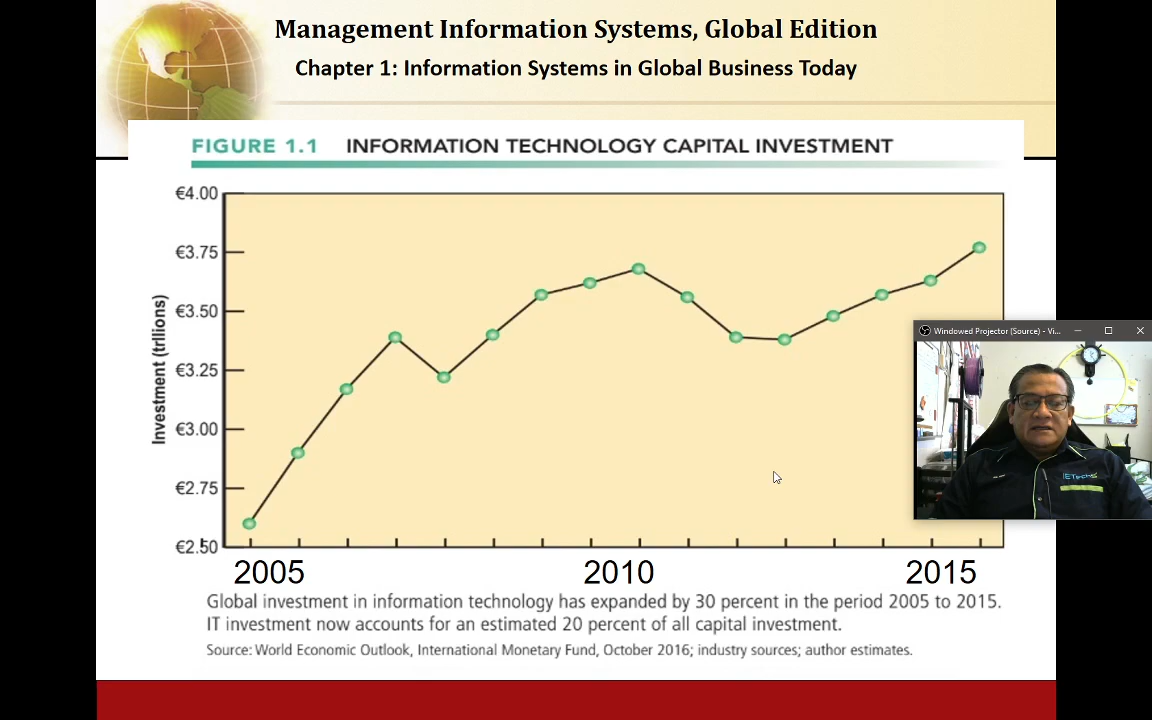 Management Information Systems, Global Edition
Chapter 1: Information Systems in Global Business Today
FIGURE 1.1 INFORMATION TECHNOLOGY CAPITAL INVESTMENT
€4.00
€3.75
€3.50
€3.25
€3.00
€2.75
€2.50
Investment (trllions)
2005 2010 2015
Windowed Projector (Source) - Vi...
Global investment in information technology has expanded by 30 percent in the period 2005 to 2015.
IT investment now accounts for an estimated 20 percent of all capital investment.
Source: World Economic Outlook, International Monetary Fund, October 2016; industry sources; author estimates.